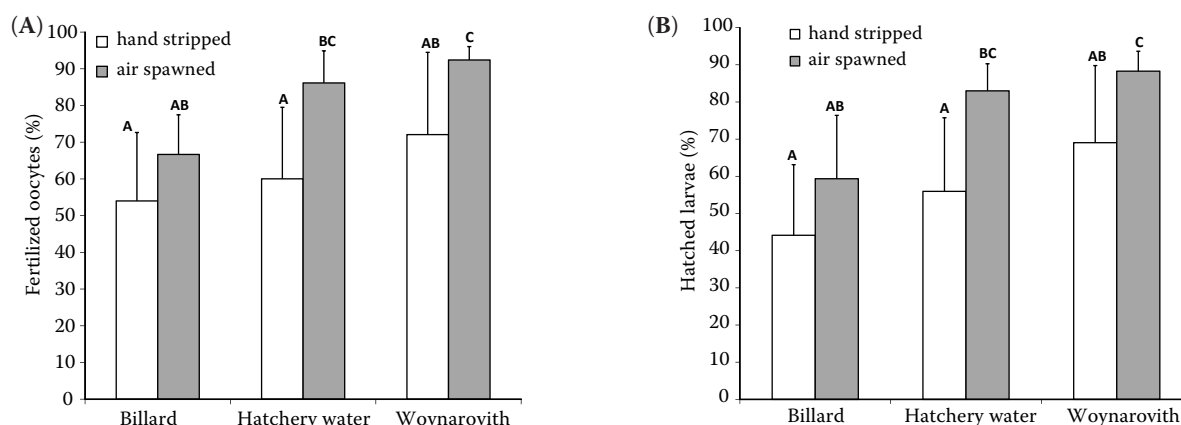 (A)
Fertilized oocytes (%)
100
90
80
70
60
50
40
30
20
10
0
hand stripped
air spawned
A
AB
A
BC
AB
C
Billard
Hatchery water
Woynarovith
(B)
Hatched larvae (%)
100
90
80
70
60
50
40
30
20
10
0
hand stripped
air spawned
A
AB
A
BC
AB
C
Billard
Hatchery water
Woynarovith